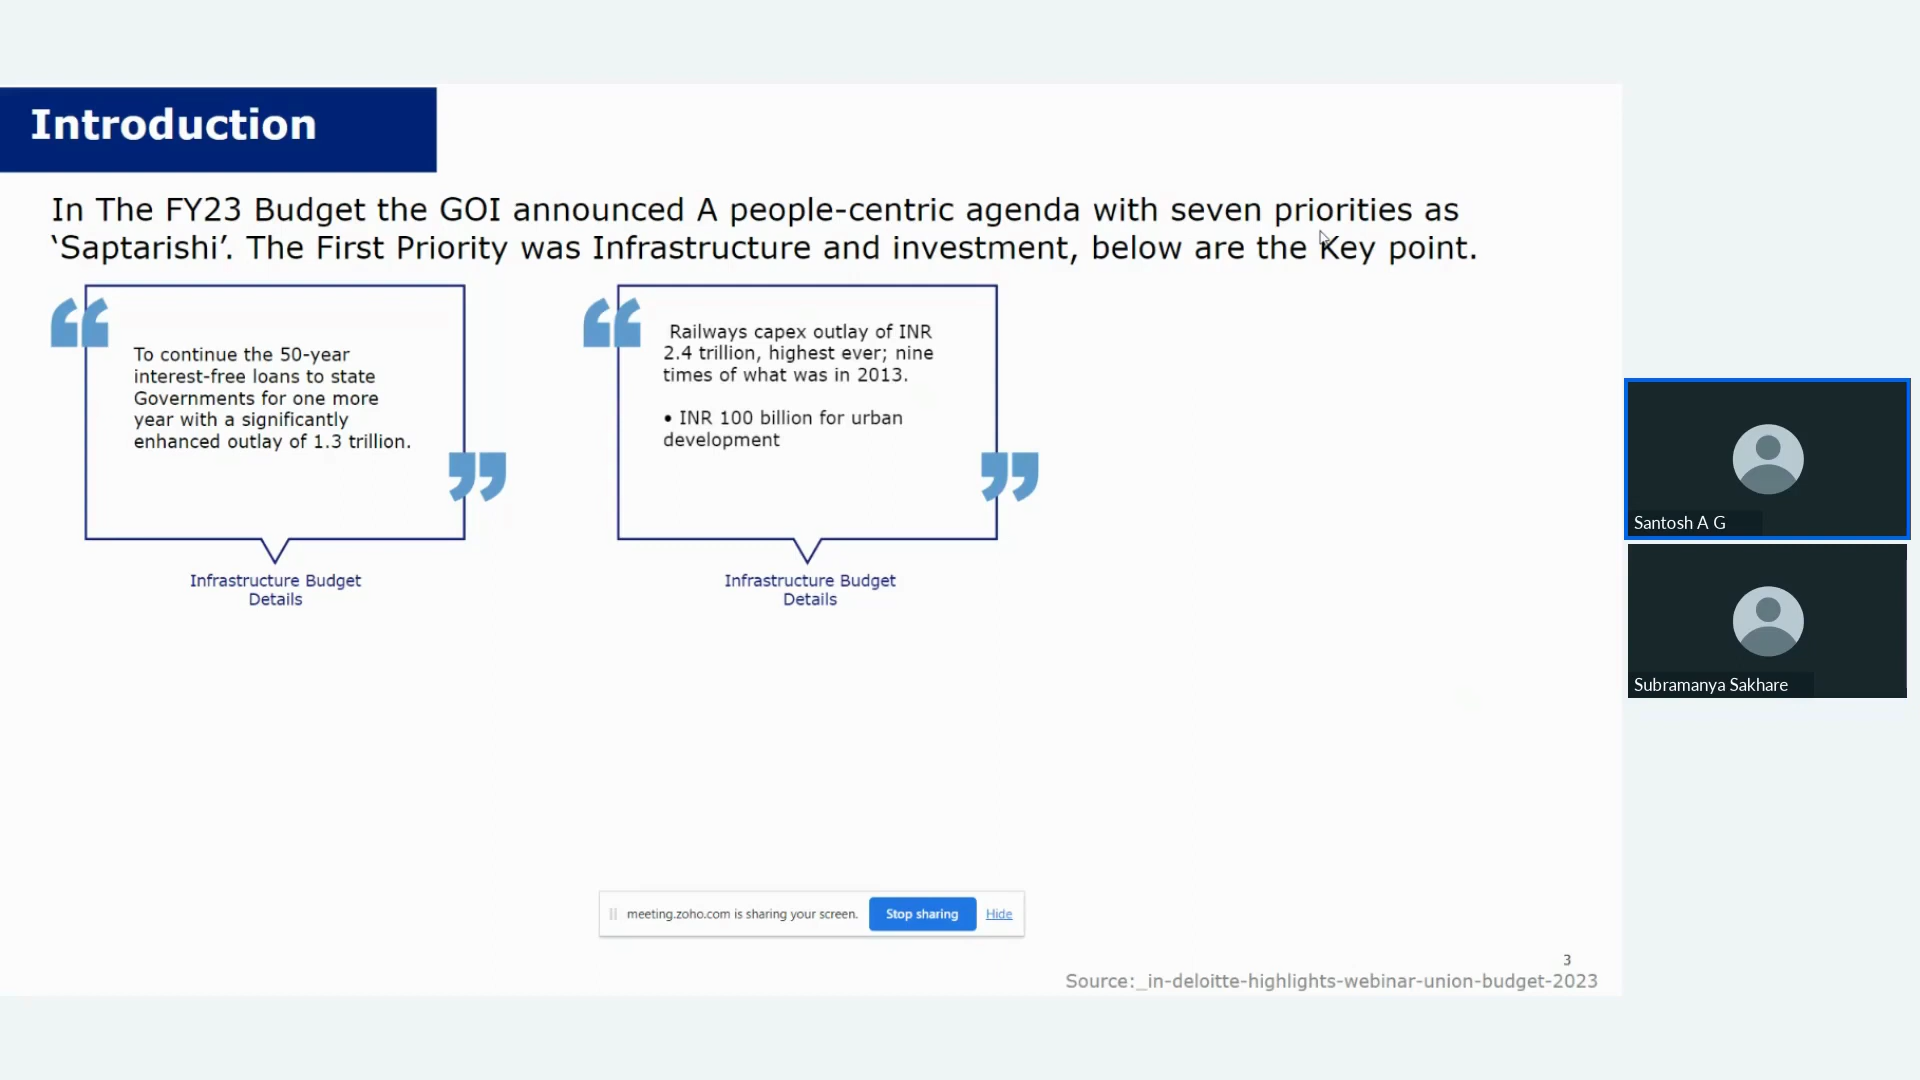 Introduction
In The FY23 Budget the GOI announced A people-centric agenda with seven priorities as
‘Saptarishi’. The First Priority was Infrastructure and investment, below are the Key point.
To continue the 50-year
interest-free loans to state
Governments for one more
year with a significantly
enhanced outlay of 1.3 trillion.
Infrastructure Budget
Details
Railways capex outlay of INR
2.4 trillion, highest ever; nine
times of what was in 2013.
• INR 100 billion for urban
development
Infrastructure Budget
Details
Santosh A G
Subramanya Sakhare
meeting.zoho.com is sharing your screen. Stop sharing Hide
3
Source:_in-deloitte-highlights-webinar-union-budget-2023